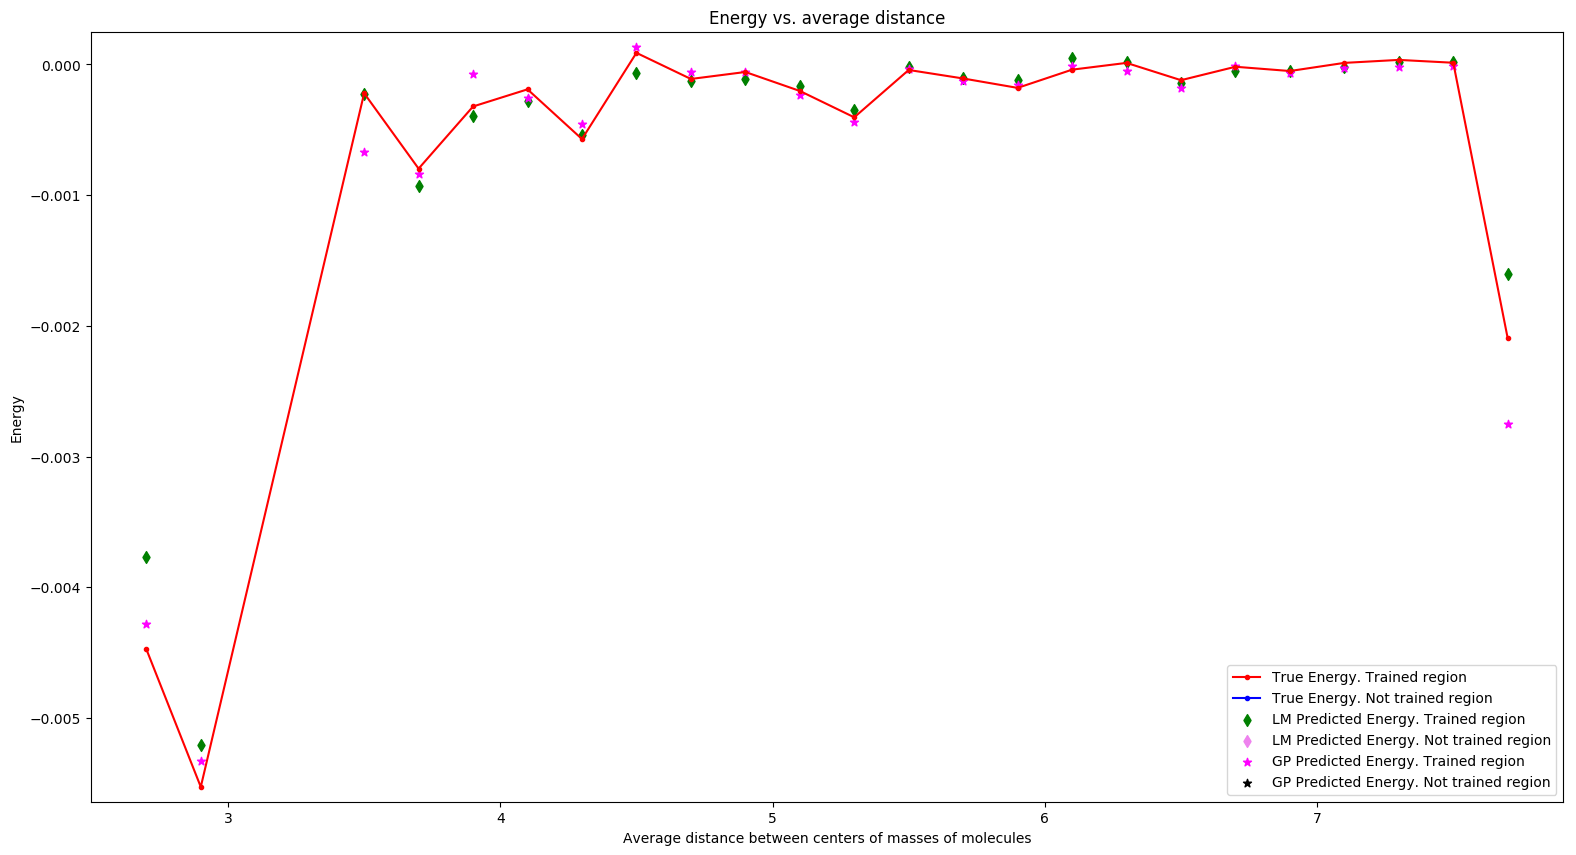 Energy vs. average distance
0.000
−0.001
−0.002
−0.003
−0.004
−0.005
Energy
3 4 5 6 7
Average distance between centers of masses of molecules
True Energy. Trained region
True Energy. Not trained region
LM Predicted Energy. Trained region
LM Predicted Energy. Not trained region
GP Predicted Energy. Trained region
GP Predicted Energy. Not trained region